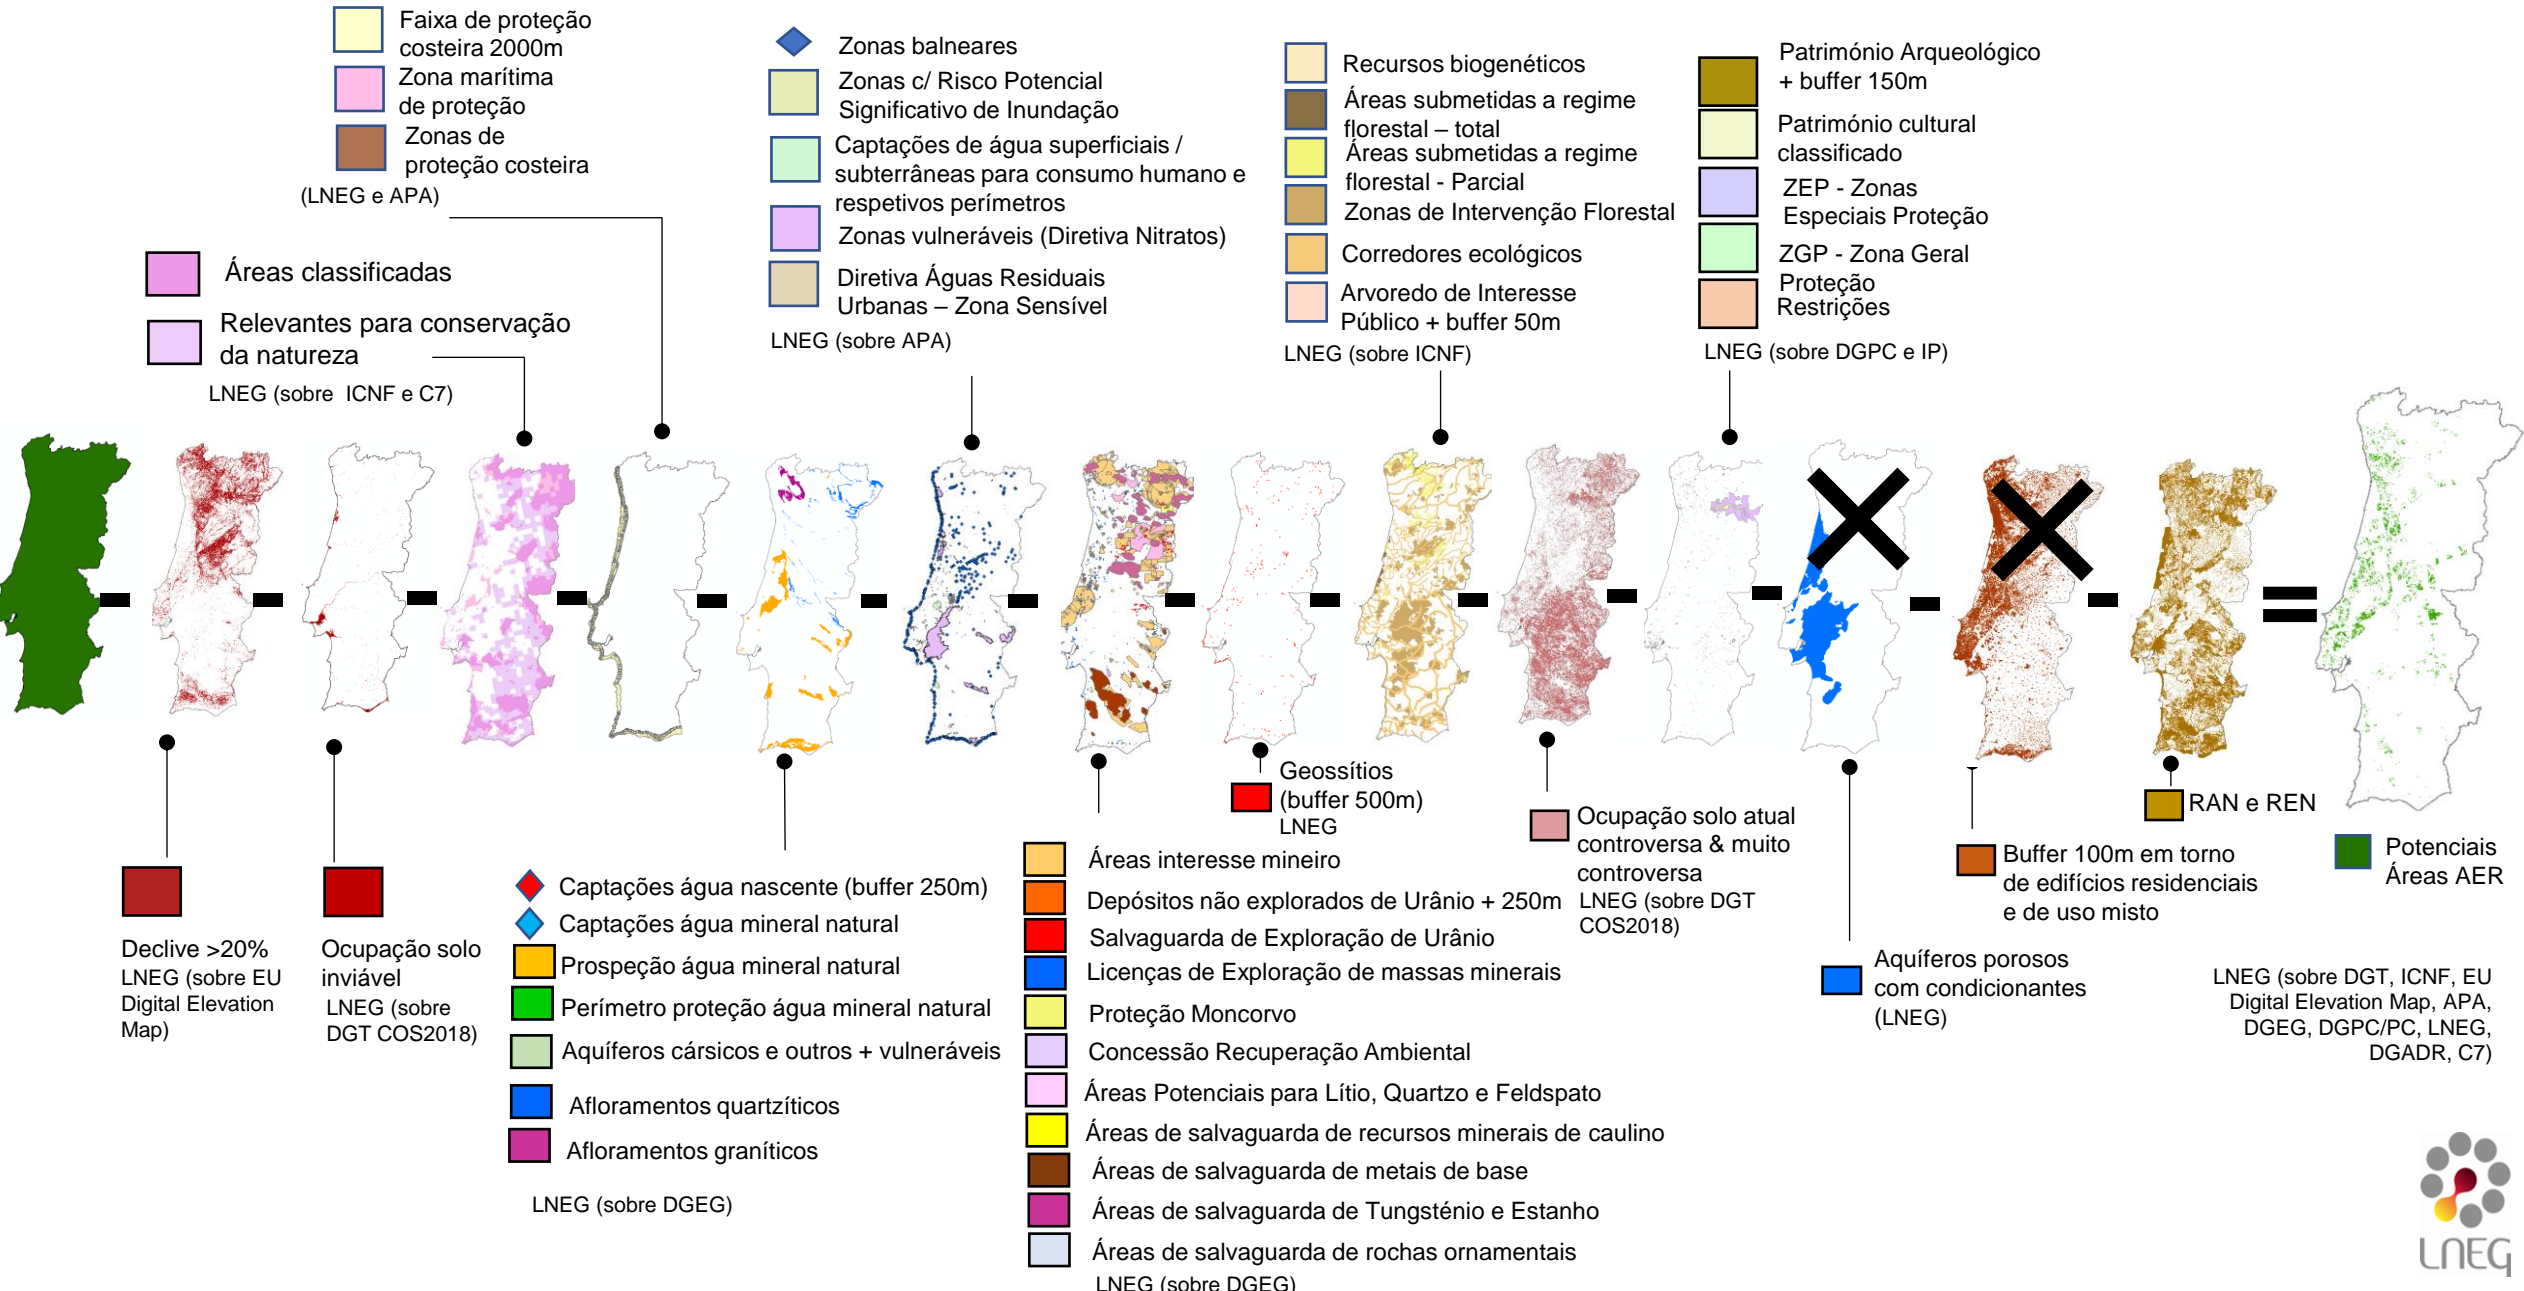 Faixa de proteção
costeira 2000m
Zona marítima
de proteção
Zonas de
proteção costeira
(LNEG e APA)
Áreas classificadas
Relevantes para conservação
da natureza
LNEG (sobre  ICNF e C7)
Zonas balneares
Zonas c/ Risco Potencial
Significativo de Inundação
Captações de água superficiais /
subterrâneas para consumo humano e
respetivos perímetros
Zonas vulneráveis (Diretiva Nitratos)
Diretiva Águas Residuais
Urbanas – Zona Sensível
LNEG (sobre APA)
Recursos biogenéticos
Áreas submetidas a regime
florestal – total
Áreas submetidas a regime
florestal - Parcial
Zonas de Intervenção Florestal
Corredores ecológicos
Arvoredo de Interesse
Público + buffer 50m
LNEG (sobre ICNF)
Património Arqueológico
+ buffer 150m
Património cultural
classificado
ZEP - Zonas
Especiais Proteção
ZGP - Zona Geral
Proteção
Restrições
LNEG (sobre DGPC e IP)
Declive >20%
LNEG (sobre EU
Digital Elevation
Map)
Ocupação solo
inviável
LNEG (sobre
DGT COS2018)
Captações água nascente (buffer 250m)
Captações água mineral natural
Prospeção água mineral natural
Perímetro proteção água mineral natural
Aquíferos cársicos e outros + vulneráveis
Afloramentos quartzíticos
Afloramentos graníticos
LNEG (sobre DGEG)
Áreas interesse mineiro
Depósitos não explorados de Urânio + 250m
Salvaguarda de Exploração de Urânio
Licenças de Exploração de massas minerais
Proteção Moncorvo
Concessão Recuperação Ambiental
Áreas Potenciais para Lítio, Quartzo e Feldspato
Áreas de salvaguarda de recursos minerais de caulino
Áreas de salvaguarda de metais de base
Áreas de salvaguarda de Tungsténio e Estanho
Áreas de salvaguarda de rochas ornamentais
LNEG (sobre DGEG)
Geossítios
(buffer 500m)
LNEG
Ocupação solo atual
controversa & muito
controversa
LNEG (sobre DGT
COS2018)
Aquíferos porosos
com condicionantes
(LNEG)
Buffer 100m em torno
de edifícios residenciais
e de uso misto
RAN e REN
Potenciais
Áreas AER
LNEG (sobre DGT, ICNF, EU
Digital Elevation Map, APA,
DGEG, DGPC/PC, LNEG,
DGADR, C7)
LNEG